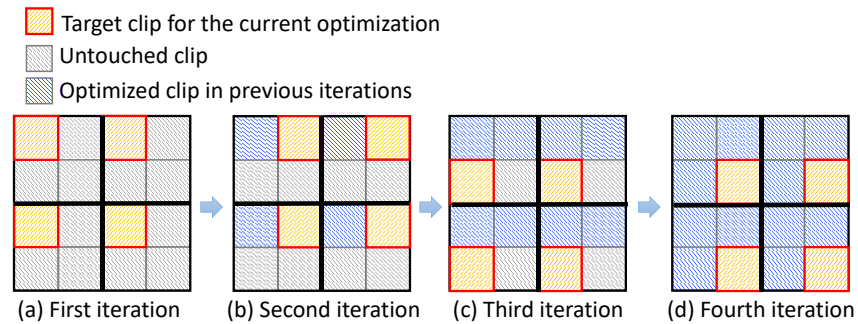 Target clip for the current optimization
Untouched clip
Optimized clip in previous iterations
(a) First iteration (b) Second iteration (c) Third iteration (d) Fourth iteration